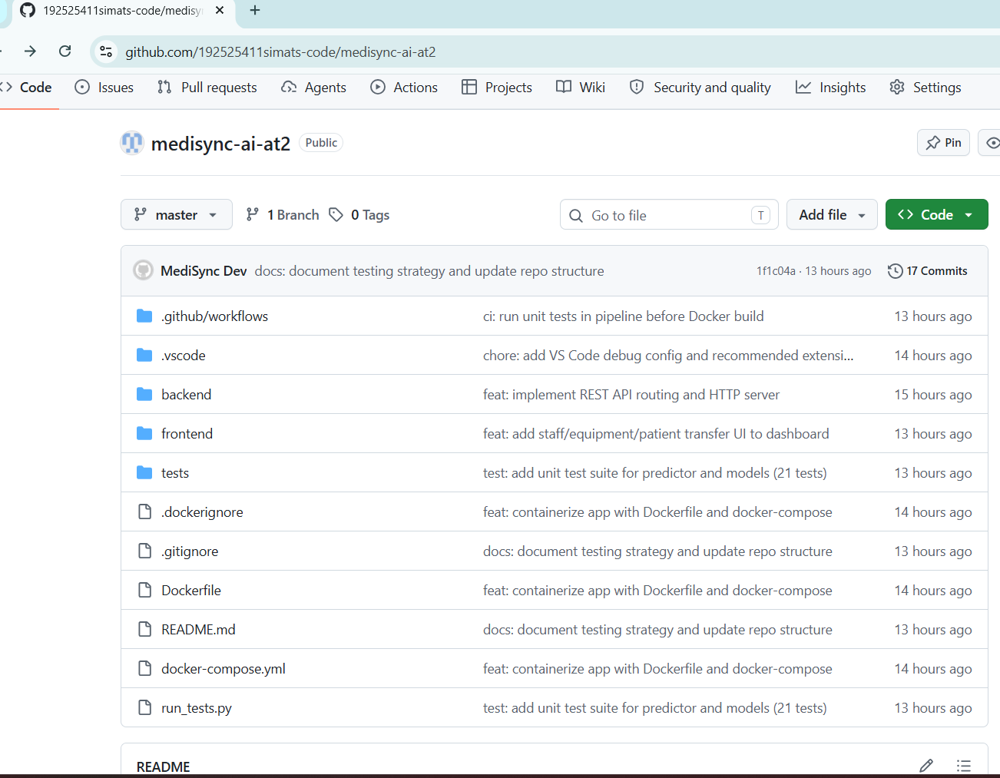 192525411simats-code/medisy
github.com/192525411simats-code/medisync-ai-at2
Code Issues Pull requests Agents Actions Projects Wiki Security and quality Insights Settings
medisync-ai-at2 Public Pin
master 1 Branch 0 Tags Go to file T Add file Code
MediSync Dev docs: document testing strategy and update repo structure 1f1c04a · 13 hours ago 17 Commits
.github/workflows ci: run unit tests in pipeline before Docker build 13 hours ago
.vscode chore: add VS Code debug config and recommended extensi... 14 hours ago
backend feat: implement REST API routing and HTTP server 15 hours ago
frontend feat: add staff/equipment/patient transfer UI to dashboard 13 hours ago
tests test: add unit test suite for predictor and models (21 tests) 13 hours ago
.dockerignore feat: containerize app with Dockerfile and docker-compose 14 hours ago
.gitignore docs: document testing strategy and update repo structure 13 hours ago
Dockerfile feat: containerize app with Dockerfile and docker-compose 14 hours ago
README.md docs: document testing strategy and update repo structure 13 hours ago
docker-compose.yml feat: containerize app with Dockerfile and docker-compose 14 hours ago
run_tests.py test: add unit test suite for predictor and models (21 tests) 13 hours ago
README